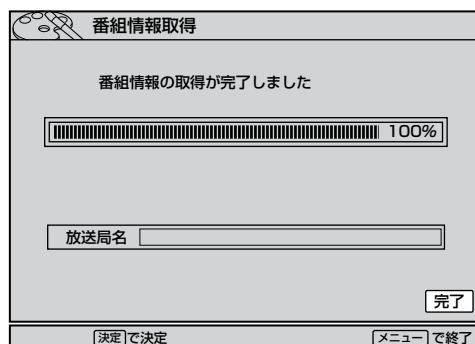 番組情報取得
番組情報の取得が完了しました
100%
放送局名
完了
決定で決定 メニューで終了